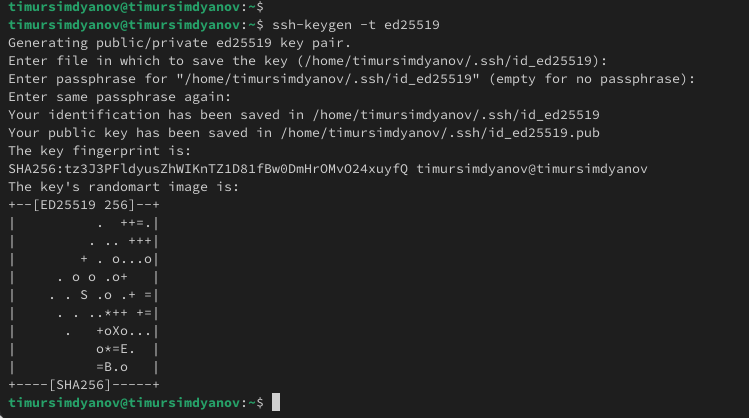 timursimdyanov@timursimdyanov:~$
timursimdyanov@timursimdyanov:~$ ssh-keygen -t ed25519
Generating public/private ed25519 key pair.
Enter file in which to save the key (/home/timursimdyanov/.ssh/id_ed25519):
Enter passphrase for "/home/timursimdyanov/.ssh/id_ed25519" (empty for no passphrase):
Enter same passphrase again:
Your identification has been saved in /home/timursimdyanov/.ssh/id_ed25519
Your public key has been saved in /home/timursimdyanov/.ssh/id_ed25519.pub
The key fingerprint is:
SHA256:tz3J3PFldyusZhWIKnTZ1D81fBw0DmHrOMvO24xuyfQ timursimdyanov@timursimdyanov
The key's randomart image is:
+--[ED25519 256]--+
|          .  ++=.|
|         . .. +++|
|        + . o...o|
|     . o o .o+   |
|    . . S .o .+ =|
|     . . ..*++ +=|
|      .   +oXo...|
|          o*=E.  |
|          =B.o   |
+----[SHA256]-----+
timursimdyanov@timursimdyanov:~$